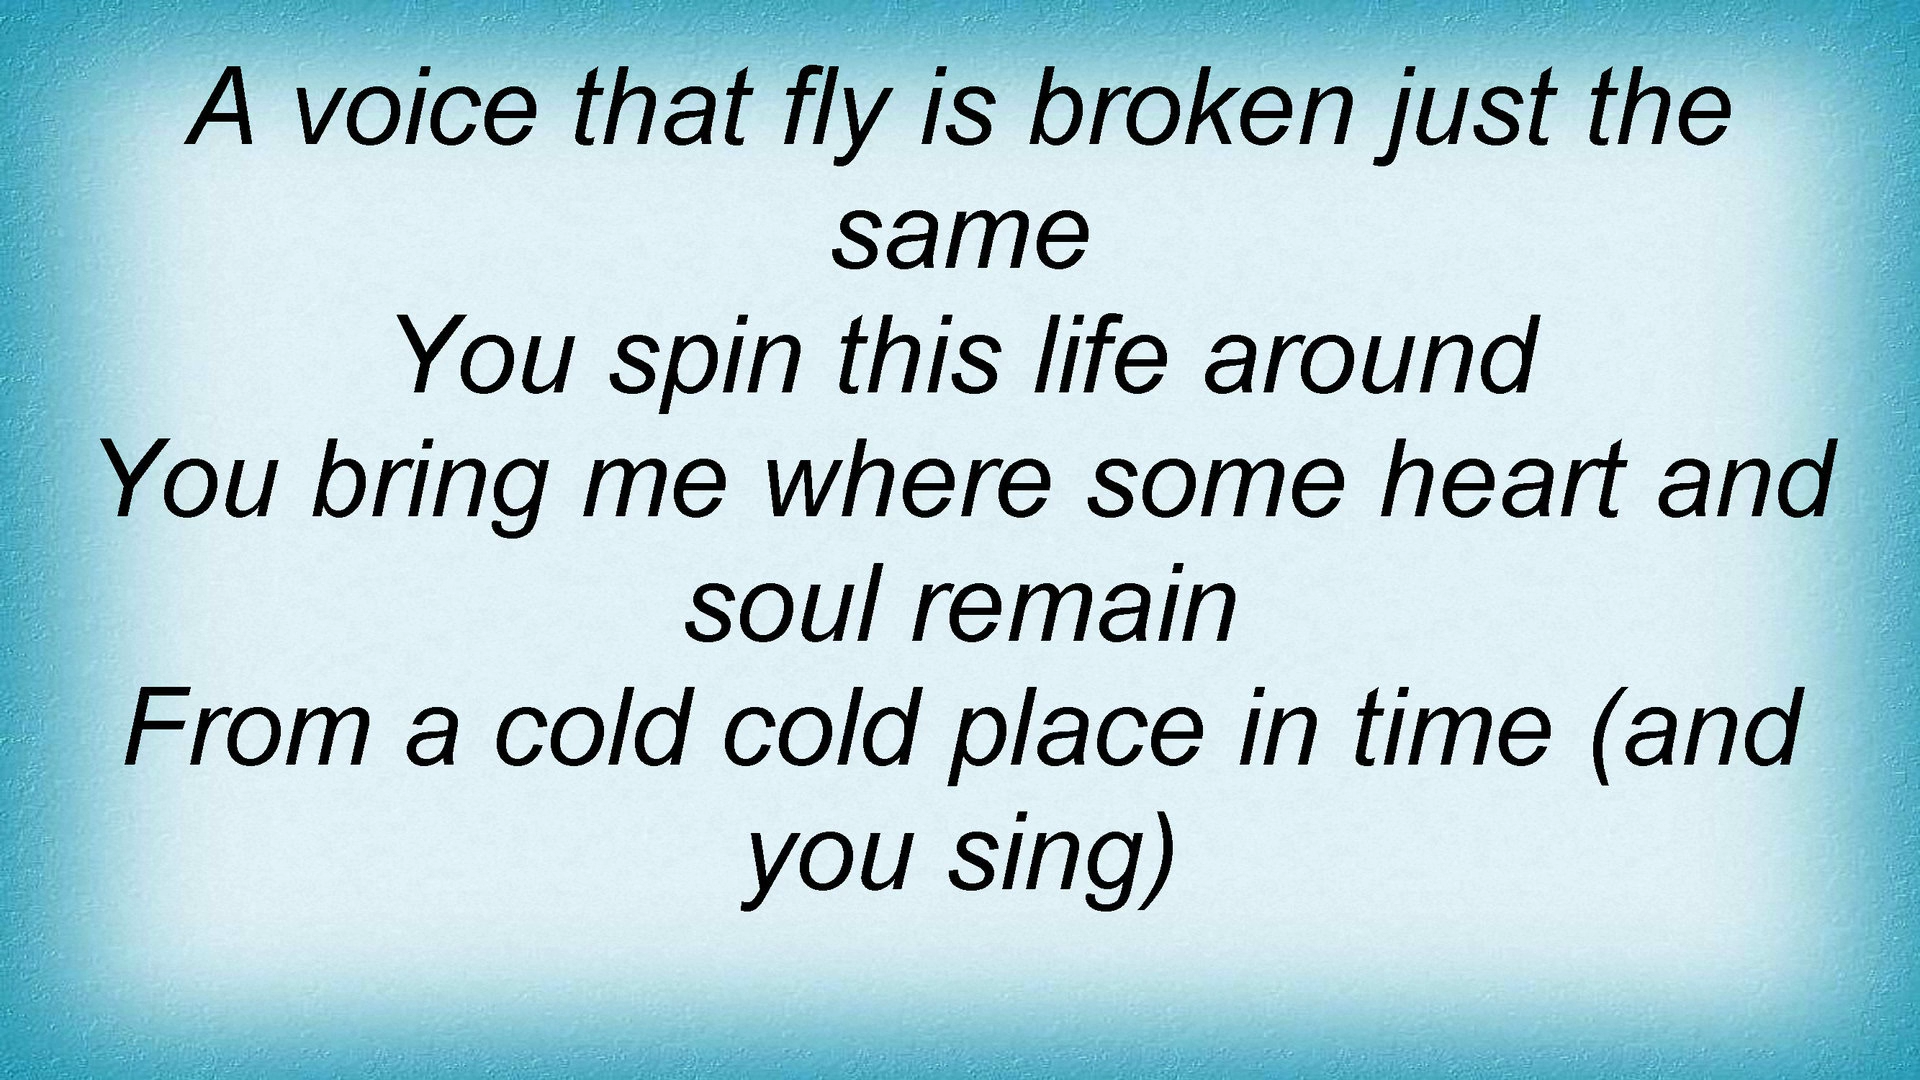 A voice that fly is broken just the
same
You spin this life around
You bring me where some heart and
soul remain
From a cold cold place in time (and
you sing)